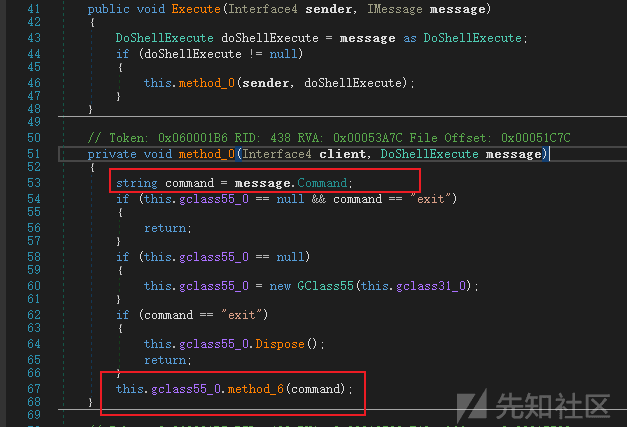 41 public void Execute(Interface4 sender, IMessage message)
42 {
43 DoShellExecute doShellExecute = message as DoShellExecute;
44 if (doShellExecute != null)
45 {
46 this.method_0(sender, doShellExecute);
47 }
48 }
49
50 // Token: 0x060001B6 RID: 438 RVA: 0x00053A7C File Offset: 0x00051C7C
51 private void method_0(Interface4 client, DoShellExecute message)
52 {
53 string command = message.Command;
54 if (this.gclass55_0 == null && command == "exit")
55 {
56 return;
57 }
58 if (this.gclass55_0 == null)
59 {
60 this.gclass55_0 = new GClass55(this.gclass31_0);
61 }
62 if (command == "exit")
63 {
64 this.gclass55_0.Dispose();
65 return;
66 }
67 this.gclass55_0.method_6(command);
68 }
69
先知社区